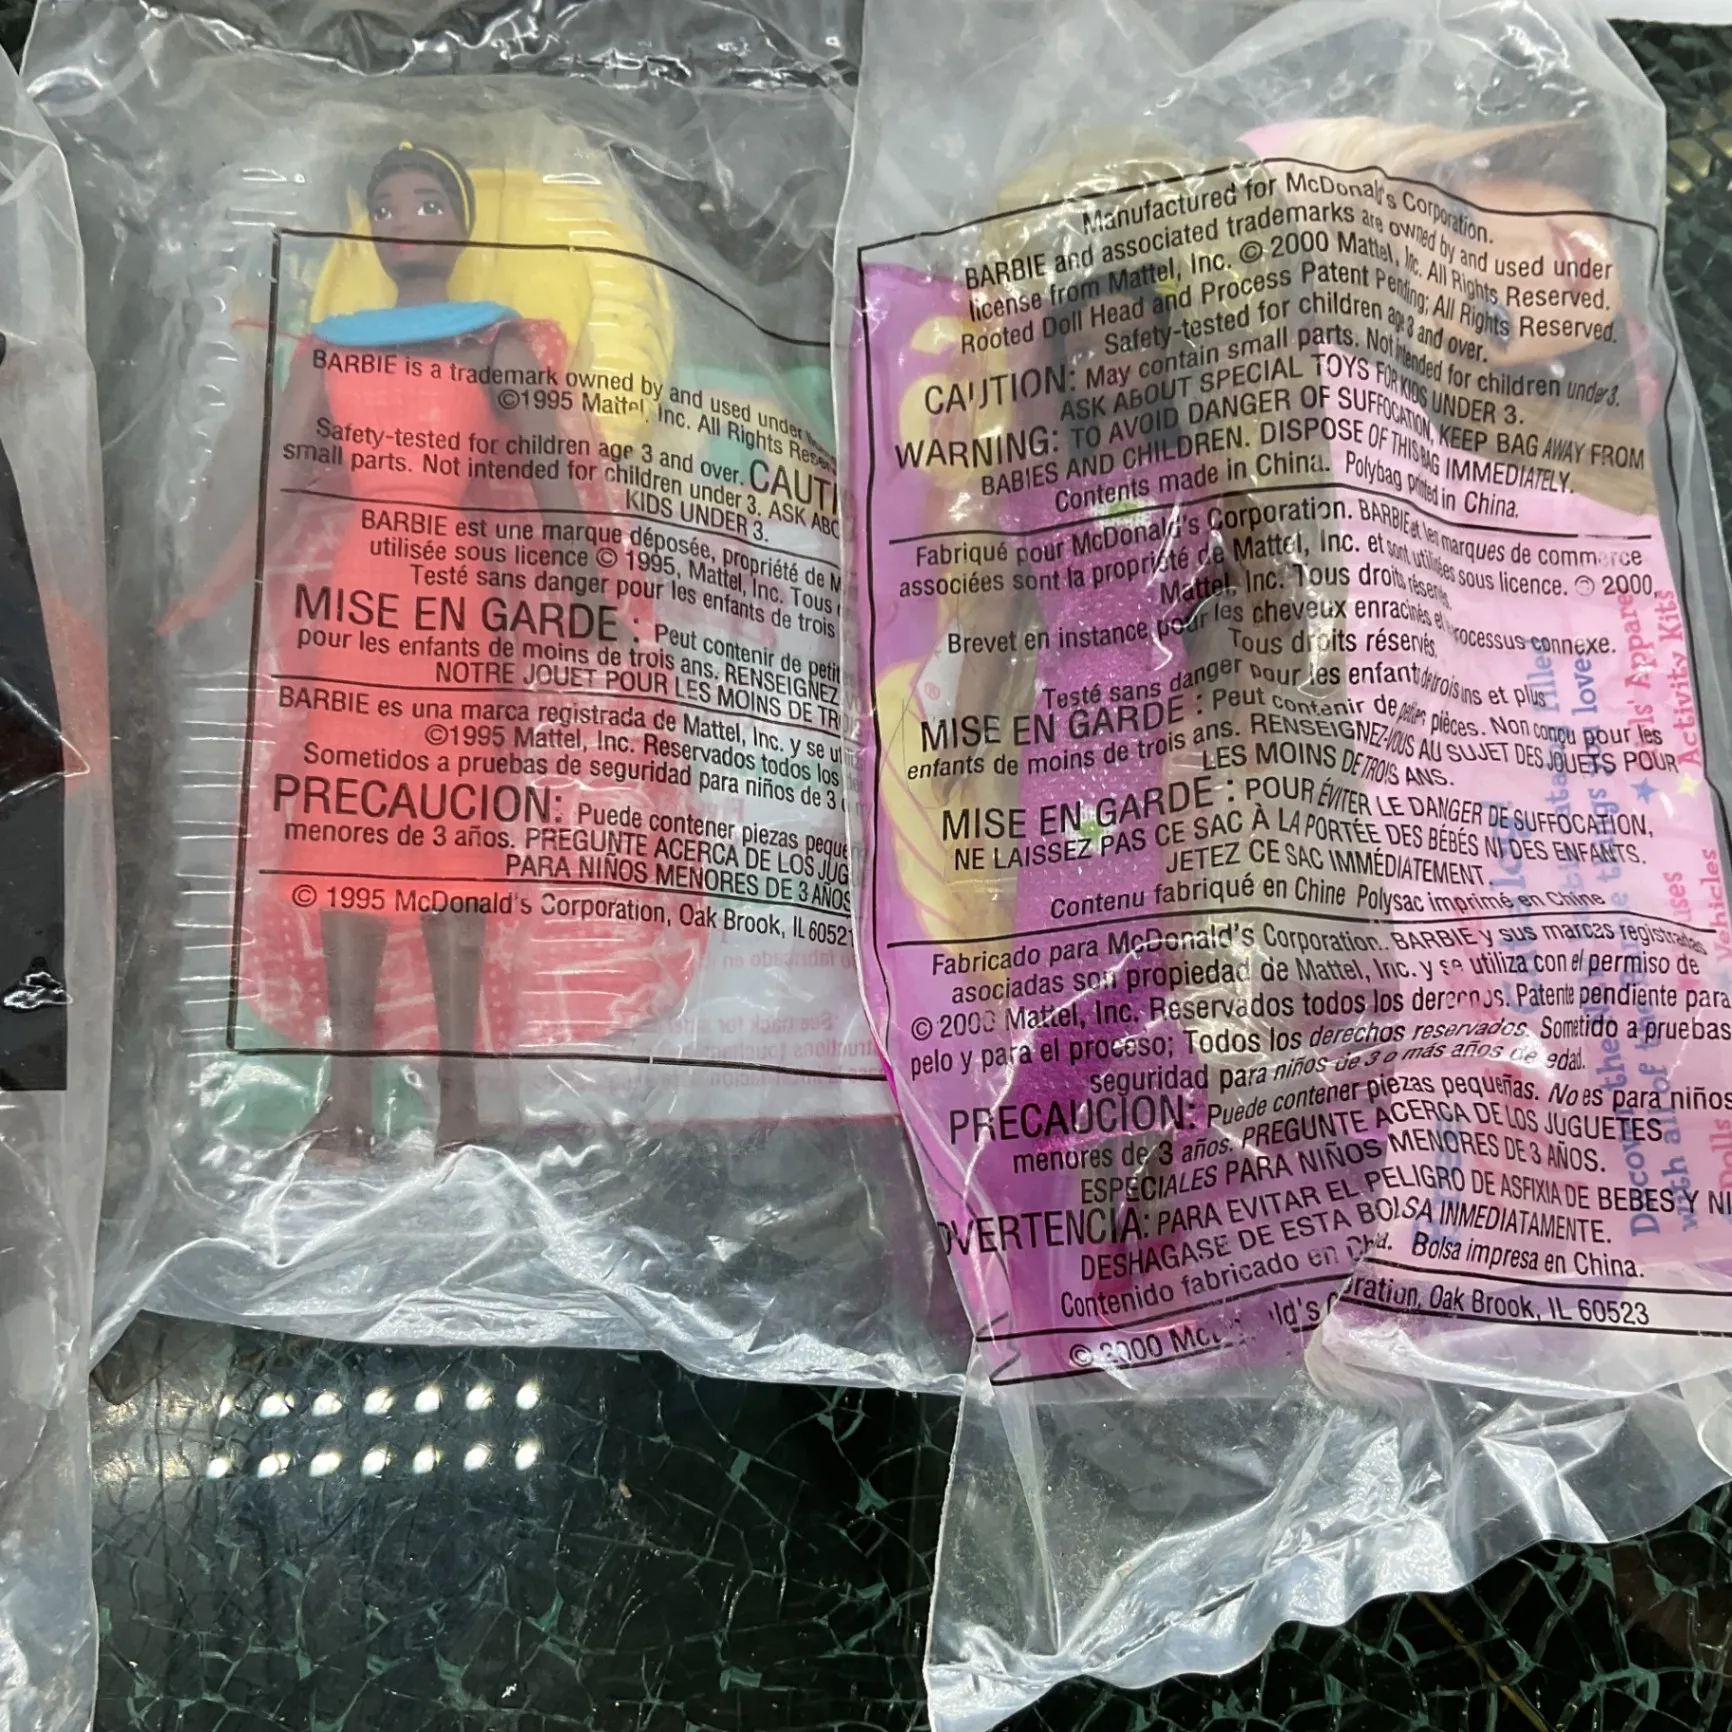 BARBIE is a trademark owned by and used under
©1995 Mattel, Inc. All Rights
Safety-tested for children age 3 and over. CAUTI
small parts. Not intended for children under 3. ASK ABO
KIDS UNDER 3.
BARBIE est une marque déposée, propriété de M
utilisée sous licence © 1995, Mattel, Inc. Tous
Testé sans danger pour les enfants de trois
MISE EN GARDE : Peut contenir de petit
pour les enfants de moins de trois ans. RENSEIGNEZ
NOTRE JOUET POUR LES MOINS DE TR
BARBIE es una marca registrada de Mattel, Inc. y se ut
©1995 Mattel, Inc. Reservados todos los
Sometidos a pruebas de seguridad para niños de 3
PRECAUCION: Puede contener piezas peque
menores de 3 años. PREGUNTE ACERCA DE LOS JUG
PARA NIÑOS MENORES DE 3 AÑOS
© 1995 McDonald's Corporation, Oak Brook, IL 60521
Manufactured for McDonald's Corporation.
BARBIE and associated trademarks are owned by and used under
license from Mattel, Inc. © 2000 Mattel, Inc. All Rights Reserved.
Rooted Doll Head and Process Patent Pending; All Rights Reserved.
Safety-tested for children age 3 and over.
CAUTION: May contain small parts. Not intended for children under 3.
ASK ABOUT SPECIAL TOYS FOR KIDS UNDER 3.
WARNING: TO AVOID DANGER OF SUFFOCATION, KEEP BAG AWAY FROM
BABIES AND CHILDREN. DISPOSE OF THIS BAG IMMEDIATELY.
Contents made in China. Polybag printed in China.
Fabriqué pour McDonald's Corporation. BARBIE et les marques de commerce
associées sont la propriété de Mattel, Inc. et sont utilisées sous licence. © 2000,
Mattel, Inc. Tous droits réservés.
Brevet en instance pour les cheveux enracinés et processus connexe.
Tous droits réservés.
Testé sans danger pour les enfants de trois ans et plus
MISE EN GARDE : Peut contenir de petites pièces. Non conçu pour les
enfants de moins de trois ans. RENSEIGNEZ-VOUS AU SUJET DES JOUETS POUR
LES MOINS DE TROIS ANS.
MISE EN GARDE : POUR ÉVITER LE DANGER DE SUFFOCATION,
NE LAISSEZ PAS CE SAC À LA PORTÉE DES BÉBÉS NI DES ENFANTS.
JETEZ CE SAC IMMÉDIATEMENT.
Contenu fabriqué en Chine Polysac imprimé en Chine
Fabricado para McDonald's Corporation.. BARBIE y sus marcas registradas
asociadas son propiedad de Mattel, Inc. y se utiliza con el permiso de
© 2000 Mattel, Inc. Reservados todos los derechos. Patente pendiente para
pelo y para el proceso; Todos los derechos reservados. Sometido a pruebas
seguridad para niños de 3 o más años de edad.
PRECAUCION: Puede contener piezas pequeñas. No es para niños
menores de 3 años. PREGUNTE ACERCA DE LOS JUGUETES
ESPECIALES PARA NIÑOS MENORES DE 3 AÑOS.
DVERTENCIA: PARA EVITAR EL PELIGRO DE ASFIXIA DE BEBES Y NI
DESHAGASE DE ESTA BOLSA INMEDIATAMENTE.
Contenido fabricado en China. Bolsa impresa en China.
© 2000 McDonald's Corporation, Oak Brook, IL 60523
Girls' Apparel
Activity Kits
Vehicles
Dolls